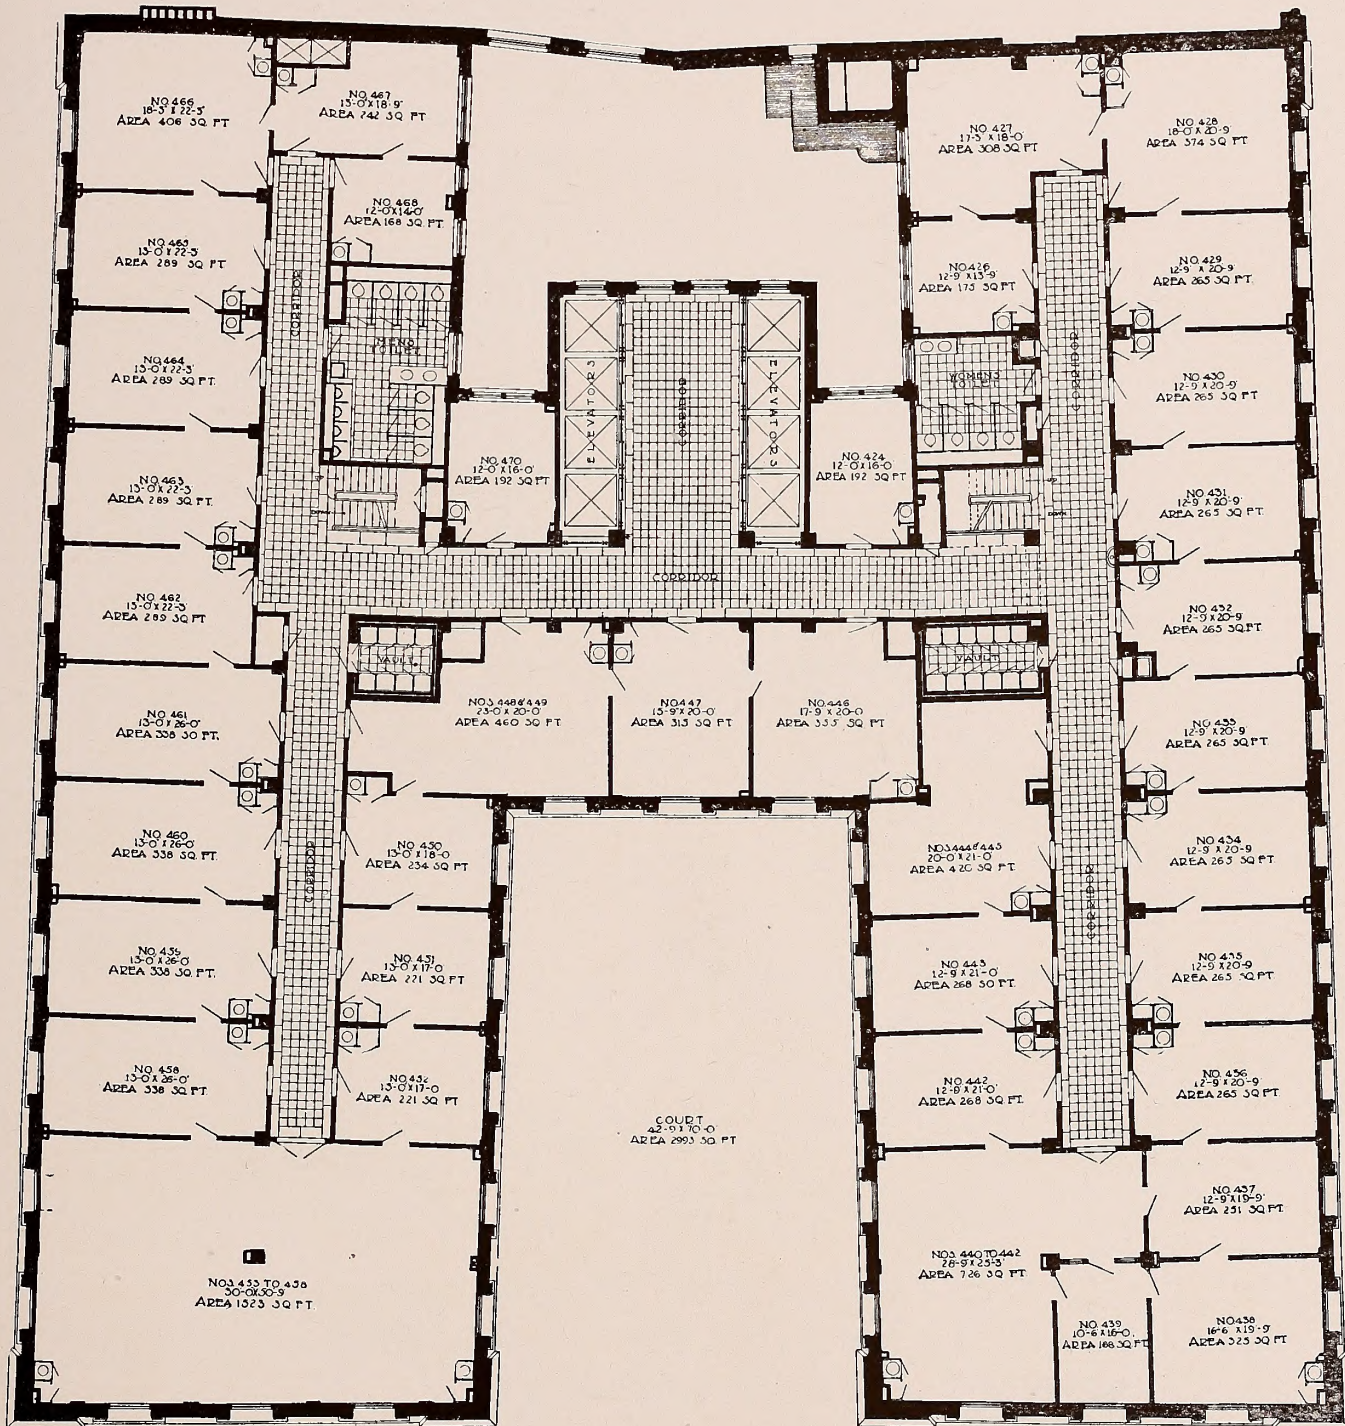 NO. 466
18-3 X 22-3
AREA 406 SQ. FT
NO. 467
13-0 X 18-9
AREA 242 SQ FT
NO. 427
17-3 X 18-0
AREA 308 SQ FT
NO. 428
18-0 X 20-9
AREA 374 SQ FT
NO. 468
12-0 X 14-0
AREA 168 SQ. FT.
NO. 465
13-0 X 22-3
AREA 289 SQ FT
NO. 426
12-9 X 13-9
AREA 175 SQ FT
NO. 429
12-9 X 20-9
AREA 265 SQ FT
CORRIDOR
MENS
TOILET
NO. 464
13-0 X 22-3
AREA 289 SQ FT.
ELEVATORS
CORRIDOR
ELEVATORS
WOMENS
TOILET
CORRIDOR
NO. 430
12-9 X 20-9
AREA 265 SQ FT
NO. 463
13-0 X 22-3
AREA 289 SQ FT
NO. 470
12-0 X 16-0
AREA 192 SQ FT
NO. 424
12-0 X 16-0
AREA 192 SQ FT
NO. 431
12-9 X 20-9
AREA 265 SQ FT.
UP
DOWN
UP
DOWN
CORRIDOR
NO. 462
13-0 X 22-3
AREA 289 SQ FT
NO. 432
12-9 X 20-9
AREA 265 SQ. FT.
VAULT
VAULT
NOS. 448 & 449
23-0 X 20-0
AREA 460 SQ FT
NO. 447
15-9 X 20-0
AREA 315 SQ FT
NO. 446
17-9 X 20-0
AREA 355 SQ FT
NO. 461
13-0 X 26-0
AREA 338 SQ FT.
NO. 433
12-9 X 20-9
AREA 265 SQ FT
NO. 460
13-0 X 26-0
AREA 338 SQ FT.
NO. 450
13-0 X 18-0
AREA 234 SQ FT
NOS 444 & 445
20-0 X 21-0
AREA 420 SQ FT
NO. 434
12-9 X 20-9
AREA 265 SQ FT
CORRIDOR
CORRIDOR
NO. 459
13-0 X 26-0
AREA 338 SQ. FT.
NO. 451
13-0 X 17-0
AREA 221 SQ FT
NO. 443
12-9 X 21-0
AREA 268 SQ FT.
NO. 435
12-9 X 20-9
AREA 265 SQ FT
NO. 458
13-0 X 26-0
AREA 338 SQ FT
NO. 452
13-0 X 17-0
AREA 221 SQ FT
NO. 442
12-9 X 21-0
AREA 268 SQ FT.
NO. 436
12-9 X 20-9
AREA 265 SQ FT
COURT
42-9 X 70-0
AREA 2993 SQ. FT
NO. 437
12-9 X 19-9
AREA 251 SQ FT
NOS. 453 TO 458
30-0 X 50-9
AREA 1523 SQ FT.
NOS. 440 TO 442
28-9 X 25-3
AREA 726 SQ FT
NO. 439
10-6 X 16-0
AREA 168 SQ FT
NO. 438
16-6 X 19-9
AREA 325 SQ FT